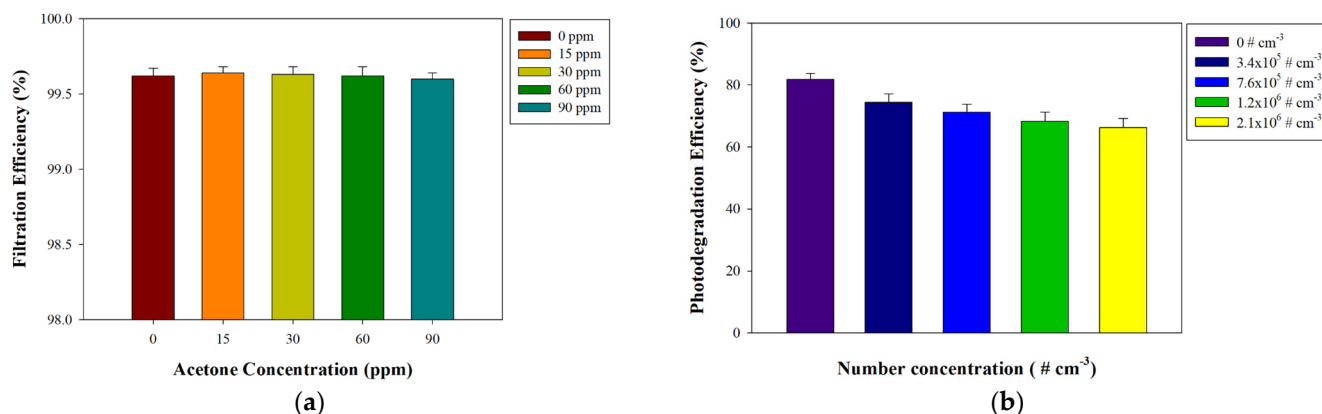 100.0
99.5
99.0
98.5
98.0
Filtration Efficiency (%)
0 15 30 60 90
Acetone Concentration (ppm)
0 ppm
15 ppm
30 ppm
60 ppm
90 ppm
(a)
100
80
60
40
20
0
Photodegradation Efficiency (%)
Number concentration ( # cm⁻³)
0 # cm⁻³
3.4x10⁵ # cm⁻³
7.6x10⁵ # cm⁻³
1.2x10⁶ # cm⁻³
2.1x10⁶ # cm⁻³
(b)